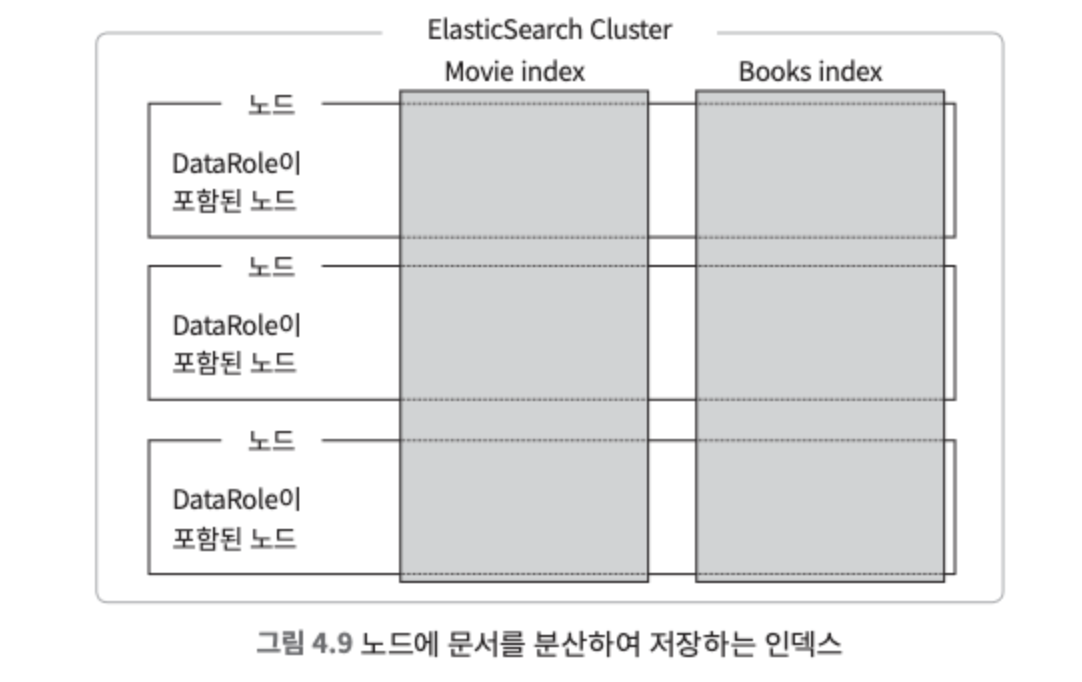 ElasticSearch Cluster
Movie index
Books index
노드
DataRole이
포함된 노드
노드
DataRole이
포함된 노드
노드
DataRole이
포함된 노드
그림 4.9 노드에 문서를 분산하여 저장하는 인덱스